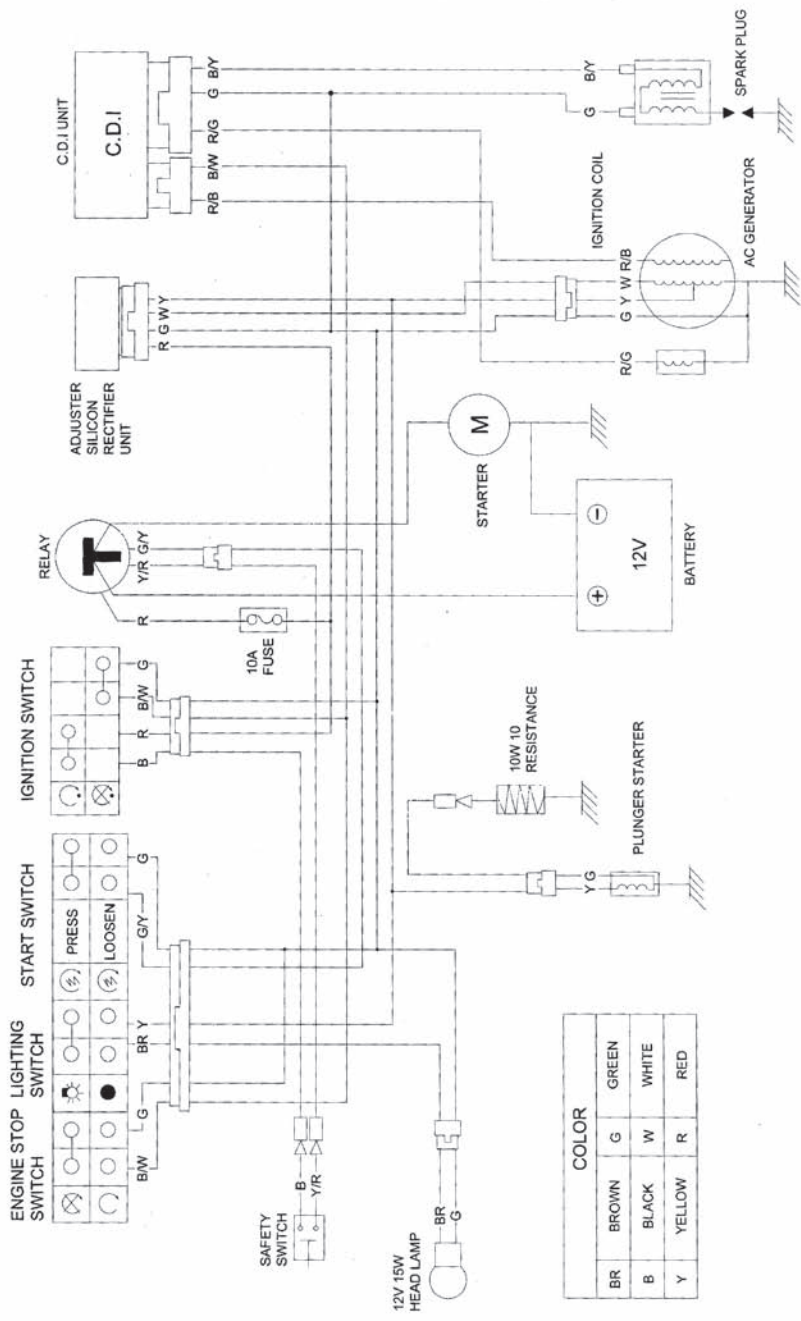 ENGINE STOP
SWITCH
LIGHTING
SWITCH
START SWITCH
PRESS
LOOSEN
B/W
G
BR
Y
G/Y
G
IGNITION SWITCH
B
R
B/W
G
RELAY
R
Y/R
G/Y
10A
FUSE
ADJUSTER
SILICON
RECTIFIER
UNIT
R
G
W
Y
C.D.I UNIT
C.D.I
R/B
B/W
R/G
G
B/Y
SAFETY
SWITCH
B
Y/R
12V 15W
HEAD LAMP
BR
G
10W 10
RESISTANCE
Y
G
PLUNGER STARTER
+
−
12V
BATTERY
M
STARTER
R/G
G
Y
W
R/B
IGNITION COIL
AC GENERATOR
G
B/Y
SPARK PLUG
COLOR
BR BROWN G GREEN
B BLACK W WHITE
Y YELLOW R RED